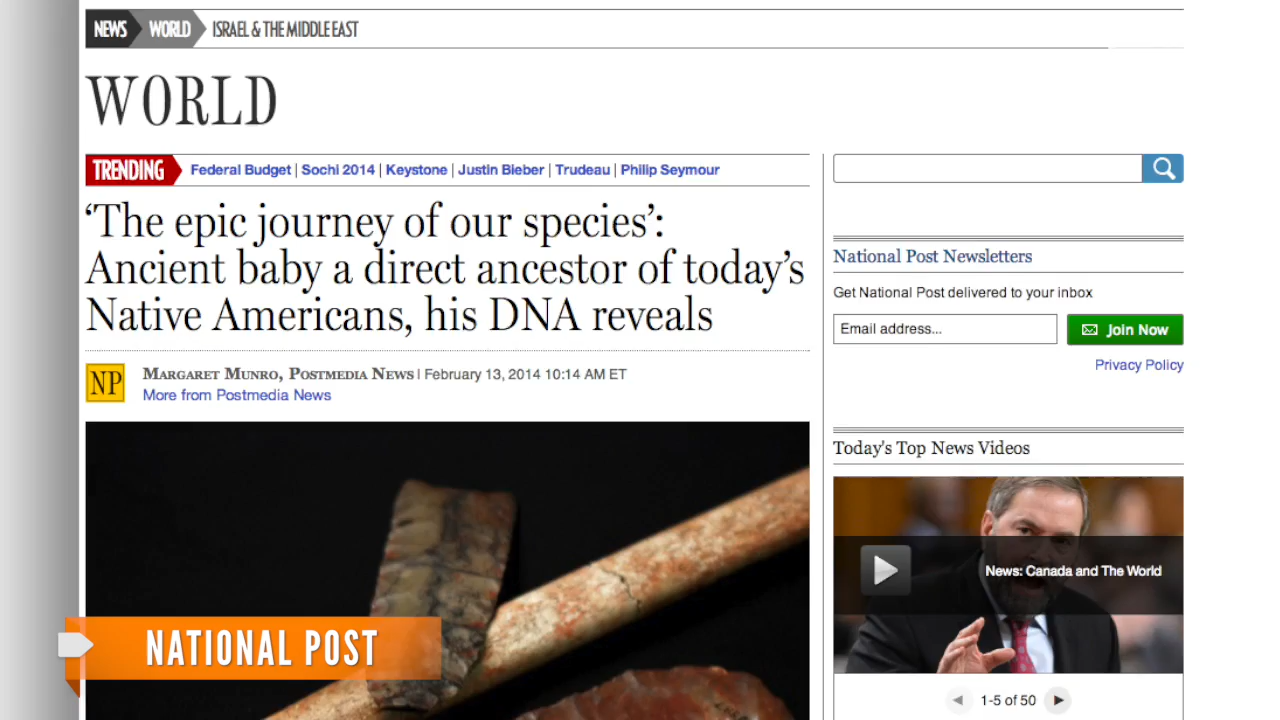 NEWS WORLD ISRAEL & THE MIDDLE EAST
WORLD
TRENDING Federal Budget | Sochi 2014 | Keystone | Justin Bieber | Trudeau | Philip Seymour
‘The epic journey of our species’:
Ancient baby a direct ancestor of today’s
Native Americans, his DNA reveals
NP
MARGARET MUNRO, POSTMEDIA NEWS | February 13, 2014 10:14 AM ET
More from Postmedia News
NATIONAL POST
National Post Newsletters
Get National Post delivered to your inbox
Email address...
Join Now
Privacy Policy
Today's Top News Videos
News: Canada and The World
1-5 of 50